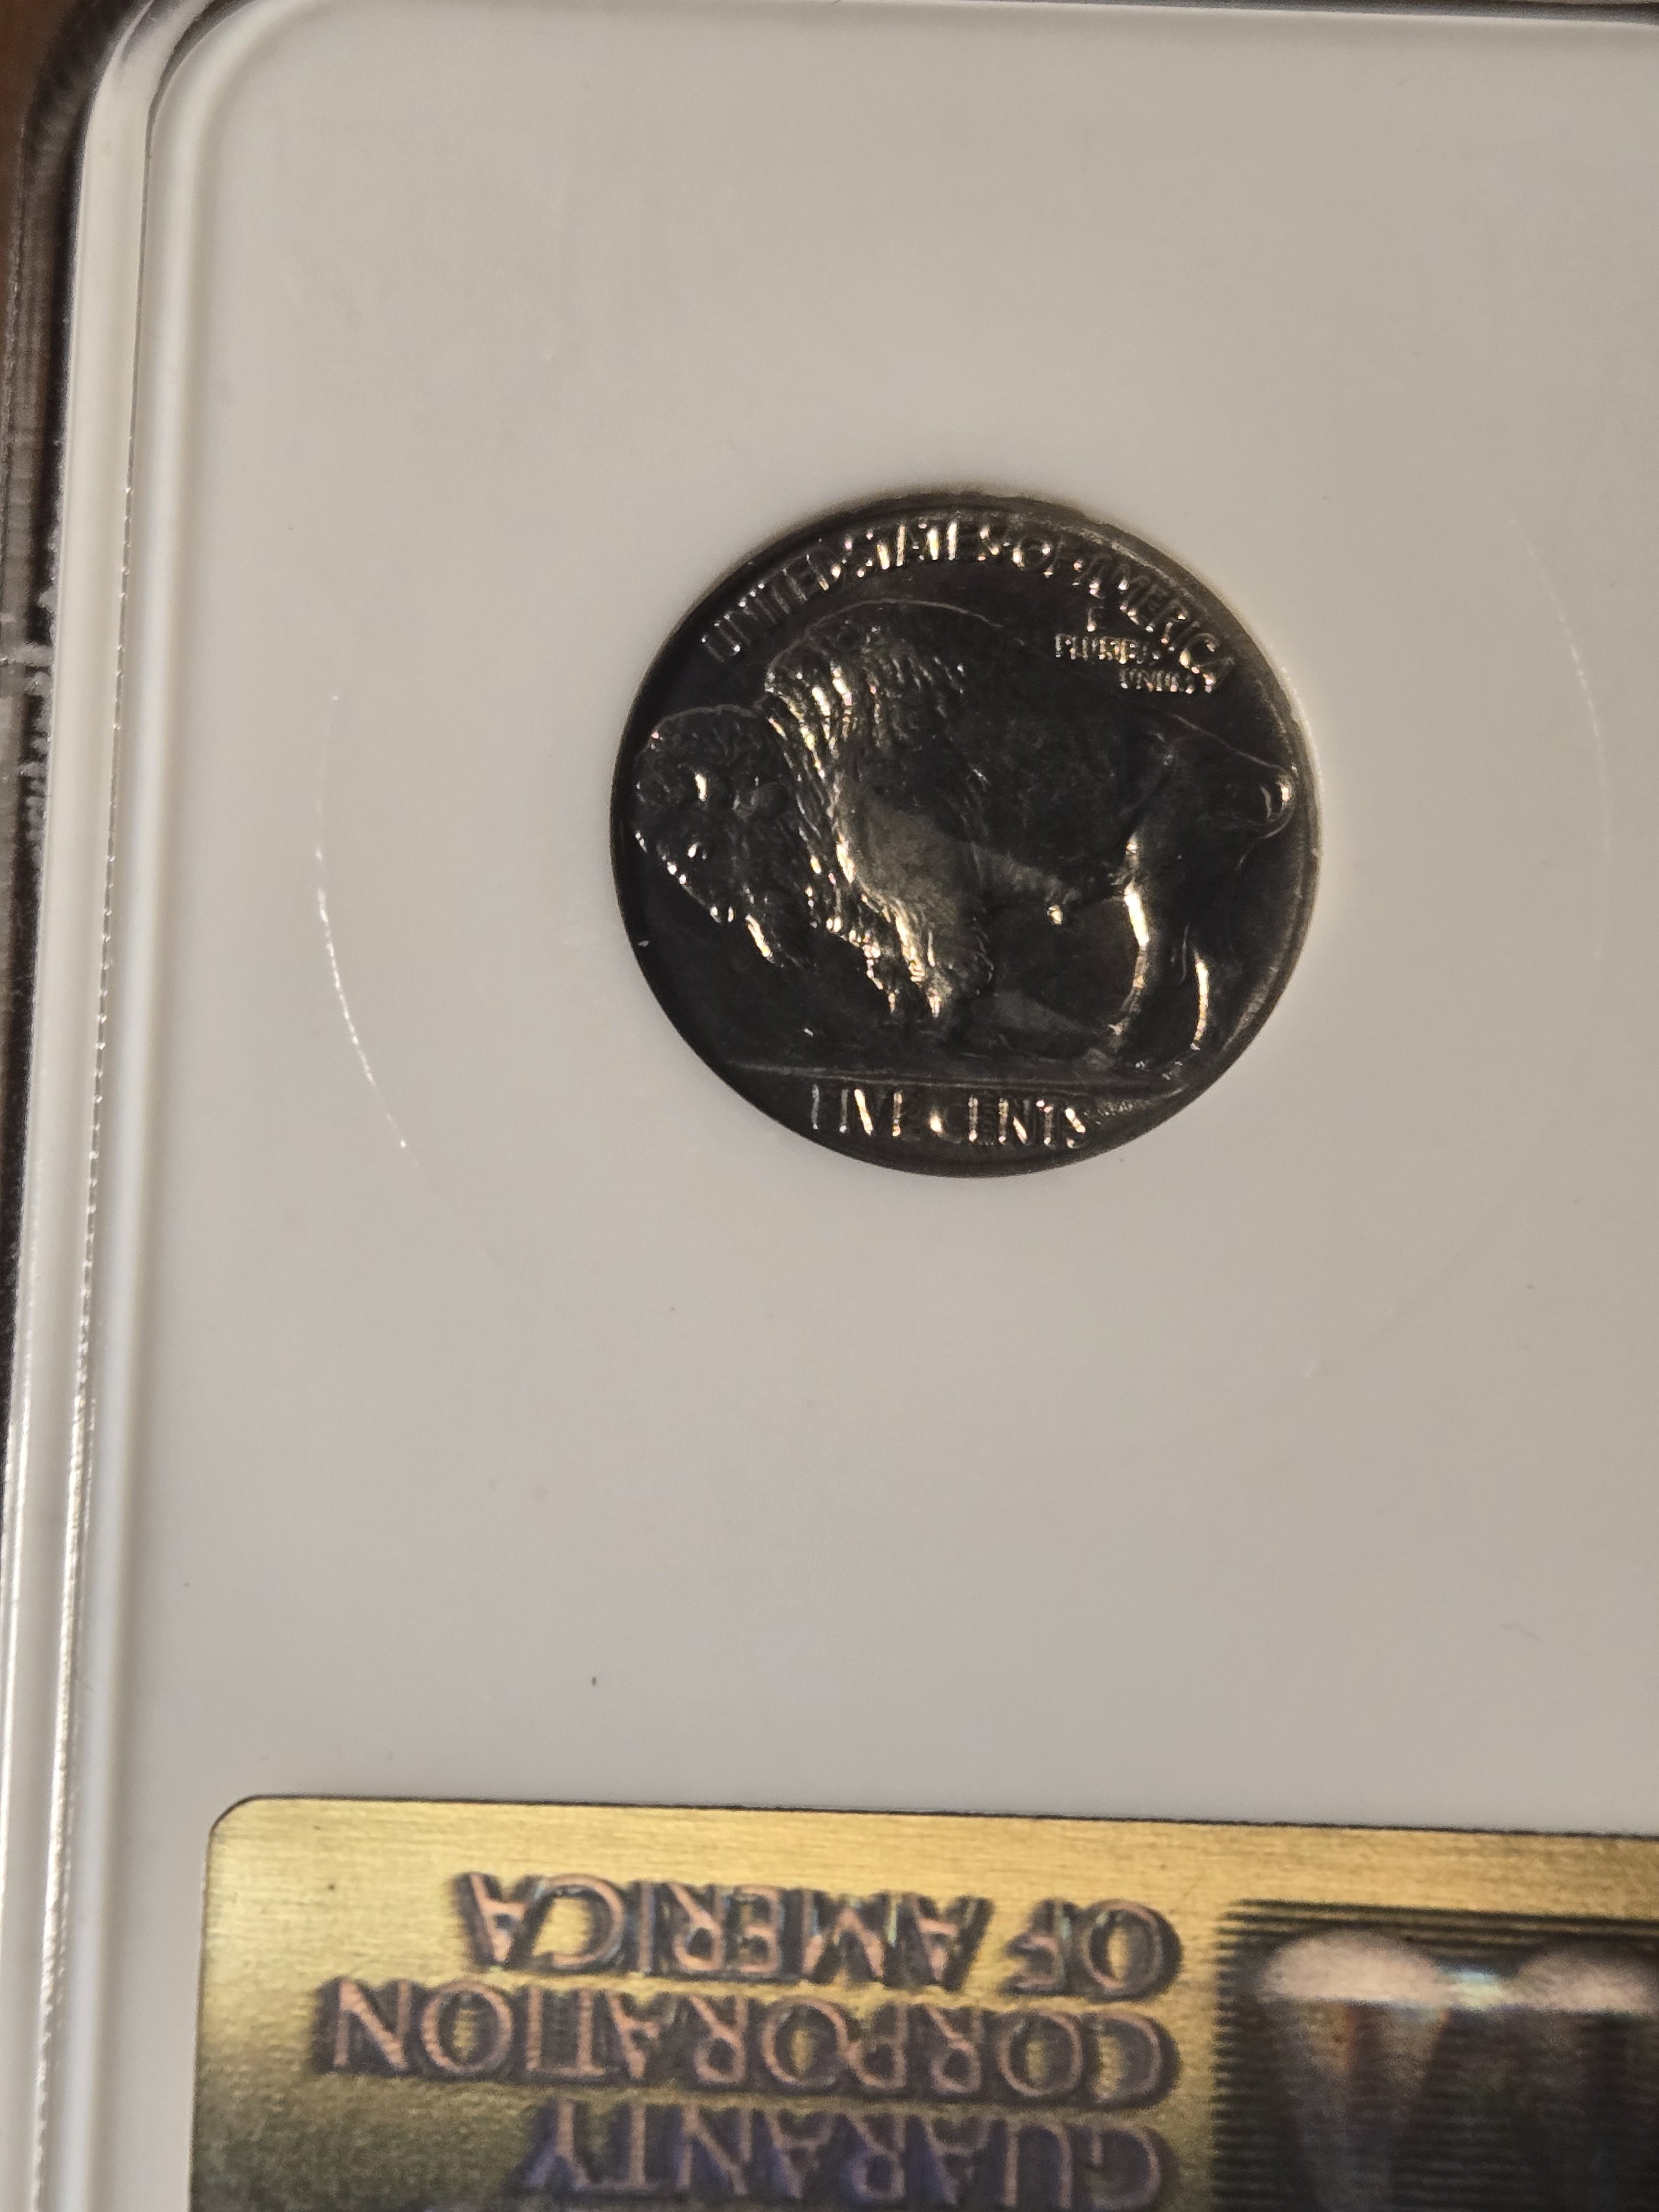 UNITED STATES OF AMERICA
E
PLURIBUS
UNUM
FIVE CENTS
GUARANTY
CORPORATION
OF AMERICA